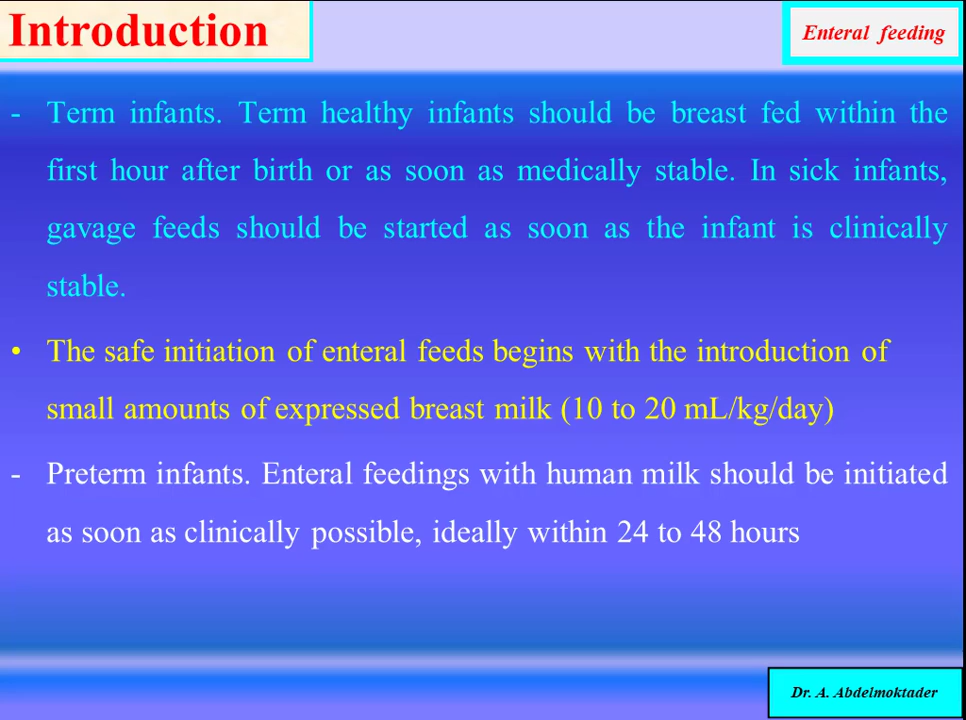 Introduction
Enteral feeding
- Term infants. Term healthy infants should be breast fed within the
first hour after birth or as soon as medically stable. In sick infants,
gavage feeds should be started as soon as the infant is clinically
stable.
• The safe initiation of enteral feeds begins with the introduction of
small amounts of expressed breast milk (10 to 20 mL/kg/day)
- Preterm infants. Enteral feedings with human milk should be initiated
as soon as clinically possible, ideally within 24 to 48 hours
Dr. A. Abdelmoktader